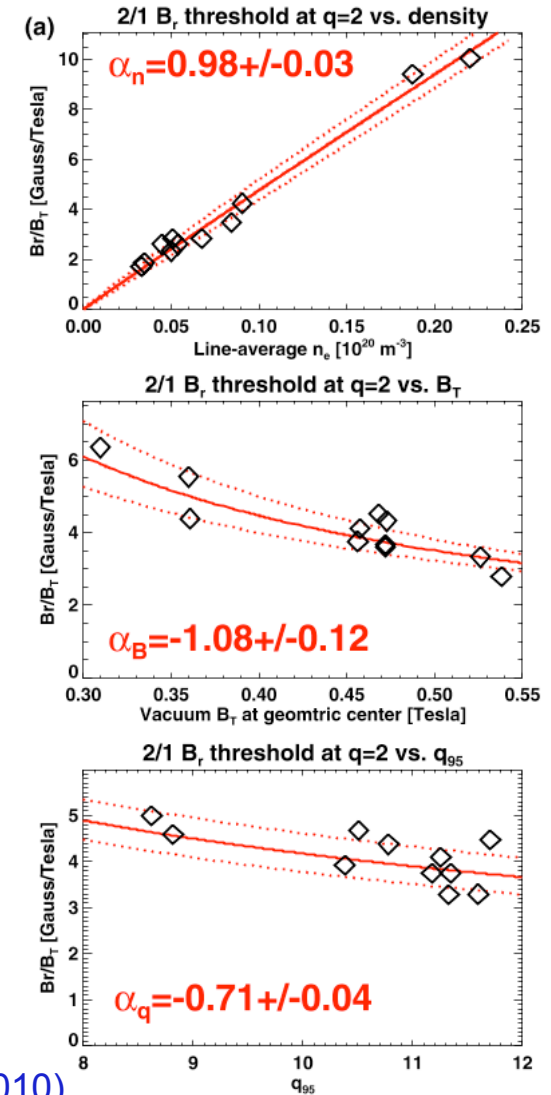 (a)
2/1 Br threshold at q=2 vs. density
αn=0.98+/-0.03
Br/BT [Gauss/Tesla]
10
8
6
4
2
0
0.00 0.05 0.10 0.15 0.20 0.25
Line-average ne [10²⁰ m⁻³]
2/1 Br threshold at q=2 vs. BT
Br/BT [Gauss/Tesla]
6
4
2
0
αB=-1.08+/-0.12
0.30 0.35 0.40 0.45 0.50 0.55
Vacuum BT at geomtric center [Tesla]
2/1 Br threshold at q=2 vs. q95
Br/BT [Gauss/Tesla]
5
4
3
2
1
0
αq=-0.71+/-0.04
8 9 10 11 12
q95
010)